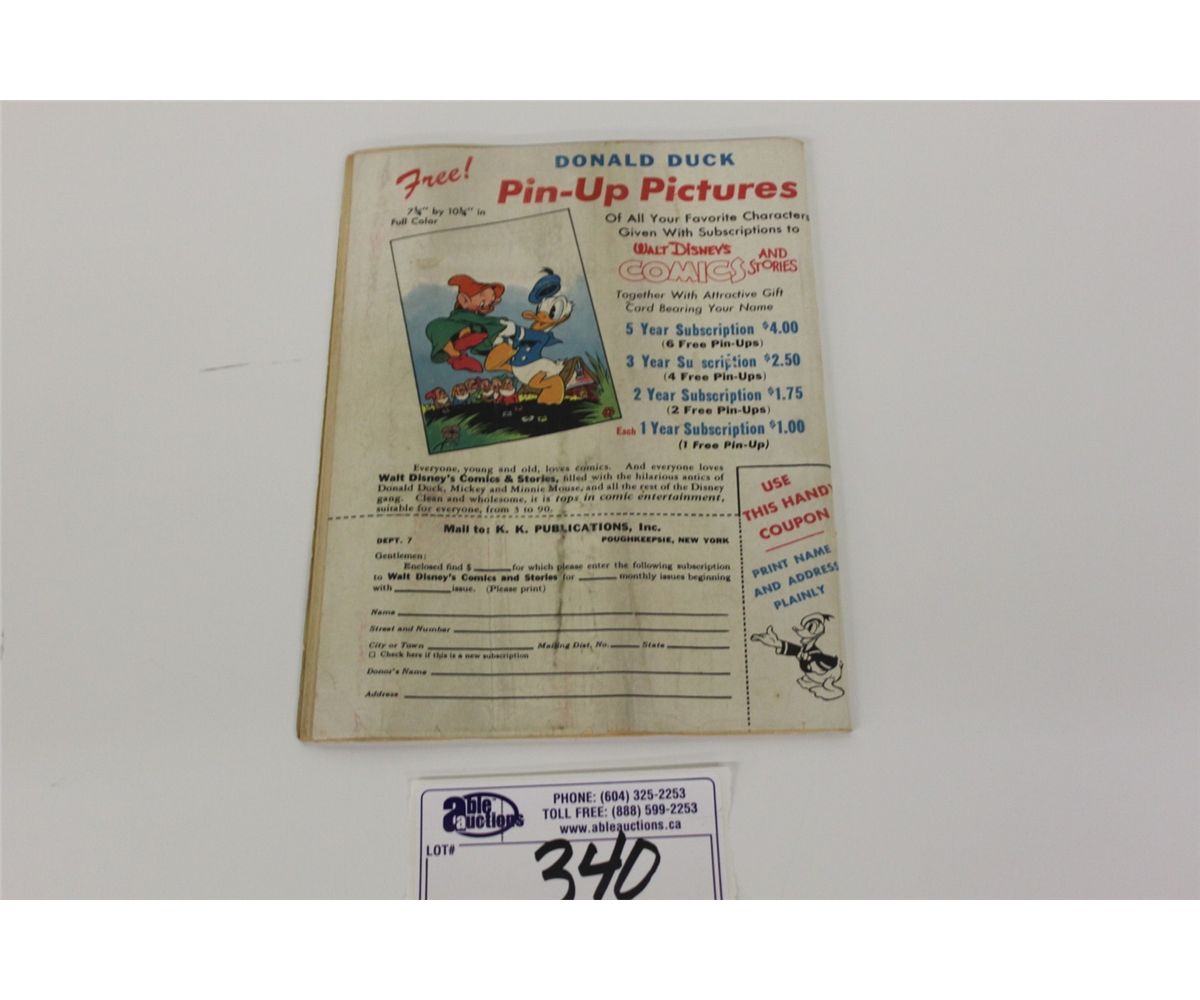 Free!
7¾" by 10¾" in
Full Color
DONALD DUCK
Pin-Up Pictures
Of All Your Favorite Characters
Given With Subscriptions to
WALT DISNEY'S
COMICS AND STORIES
Together With Attractive Gift
Card Bearing Your Name
5 Year Subscription $4.00
(6 Free Pin-Ups)
3 Year Su scription $2.50
(4 Free Pin-Ups)
2 Year Subscription $1.75
(2 Free Pin-Ups)
Each 1 Year Subscription $1.00
(1 Free Pin-Up)
Everyone, young and old, loves comics. And everyone loves
Walt Disney's Comics & Stories, filled with the hilarious antics of
Donald Duck, Mickey and Minnie Mouse, and all the rest of the Disney
gang. Clean and wholesome, it is tops in comic entertainment,
suitable for everyone, from 3 to 90.
Mail to: K. K. PUBLICATIONS, Inc.
DEPT. 7 POUGHKEEPSIE, NEW YORK
Gentlemen:
Enclosed find $ for which please enter the following subscription
to Walt Disney's Comics and Stories for monthly issues beginning
with issue. (Please print)
Name
Street and Number
City or Town Mailing Dist. No. State
Check here if this is a new subscription
Donor's Name
Address
USE
THIS HANDY
COUPON
PRINT NAME
AND ADDRESS
PLAINLY
able auctions
PHONE: (604) 325-2253
TOLL FREE: (888) 599-2253
www.ableauctions.ca
LOT#
340